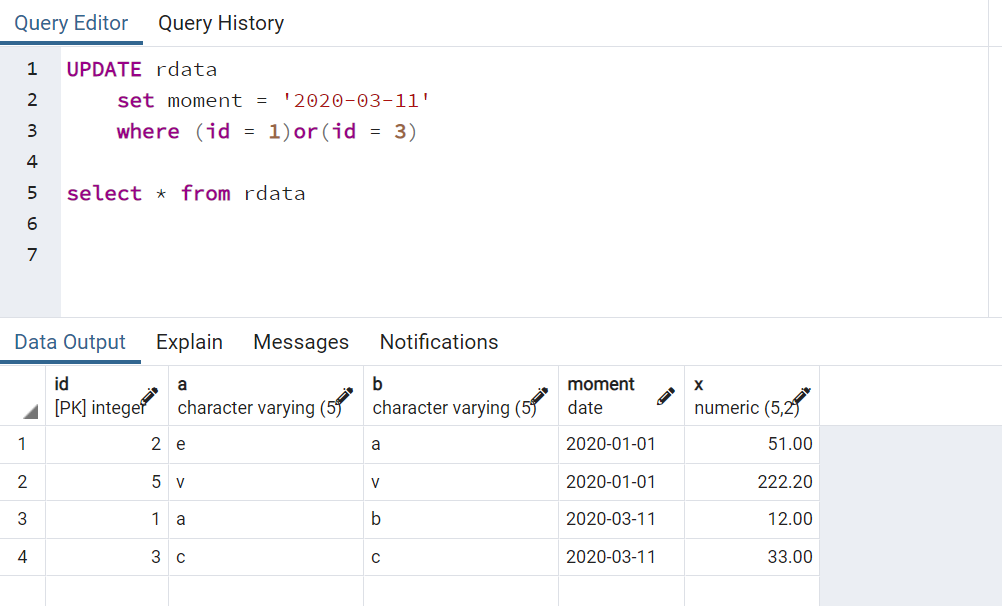 Query Editor Query History
1 UPDATE rdata
2 set moment = '2020-03-11'
3 where (id = 1)or(id = 3)
4
5 select * from rdata
6
7
Data Output Explain Messages Notifications
id a b moment x
[PK] integer character varying (5) character varying (5) date numeric (5,2)
1 2 e a 2020-01-01 51.00
2 5 v v 2020-01-01 222.20
3 1 a b 2020-03-11 12.00
4 3 c c 2020-03-11 33.00